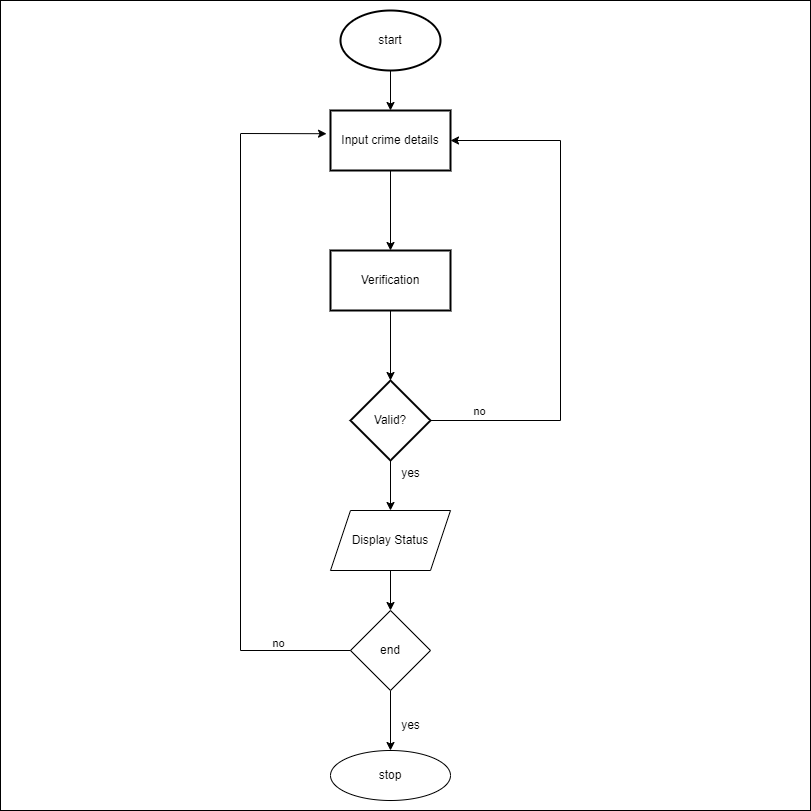 start
Input crime details
Verification
Valid?
no
yes
Display Status
end
no
yes
stop